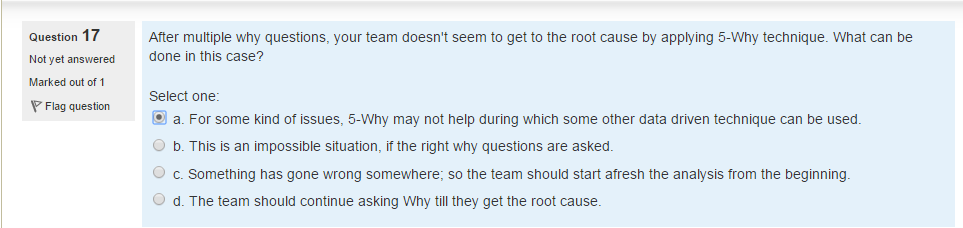 Question 17
Not yet answered
Marked out of 1
Flag question
After multiple why questions, your team doesn't seem to get to the root cause by applying 5-Why technique. What can be
done in this case?
Select one:
a. For some kind of issues, 5-Why may not help during which some other data driven technique can be used.
b. This is an impossible situation, if the right why questions are asked.
c. Something has gone wrong somewhere; so the team should start afresh the analysis from the beginning.
d. The team should continue asking Why till they get the root cause.